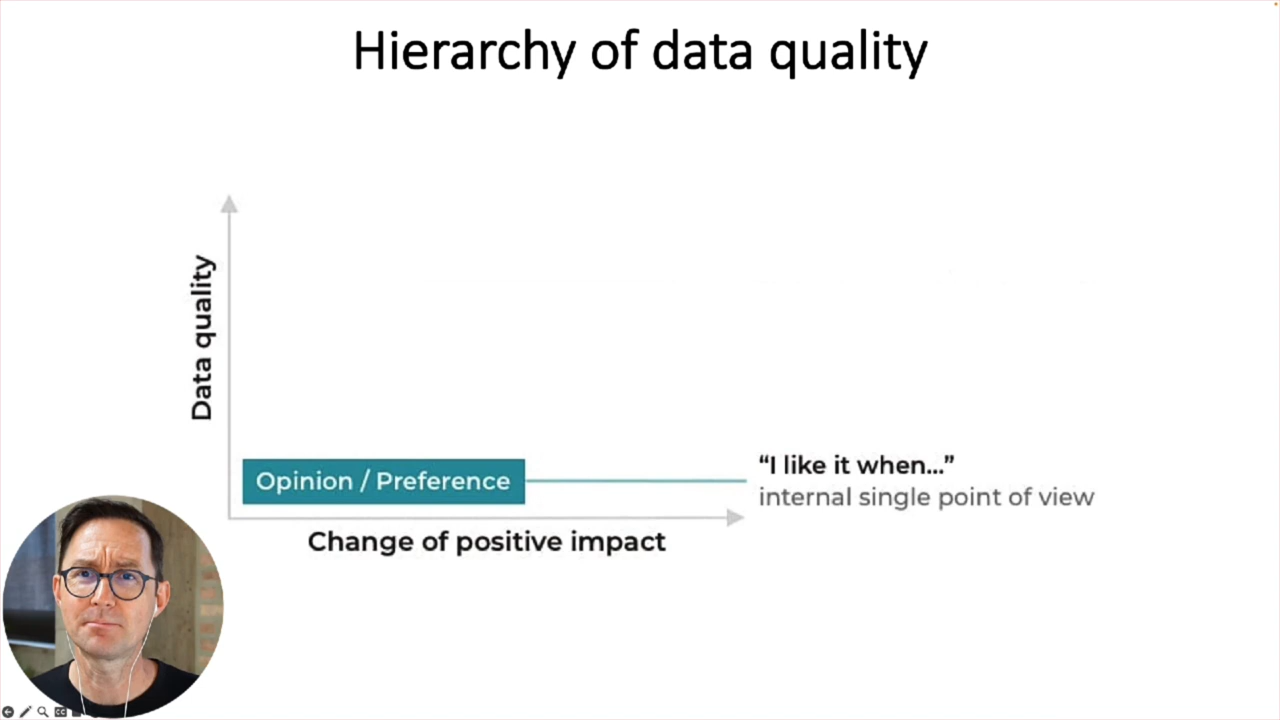 Hierarchy of data quality
Data quality
Opinion / Preference
“I like it when...”
internal single point of view
Change of positive impact